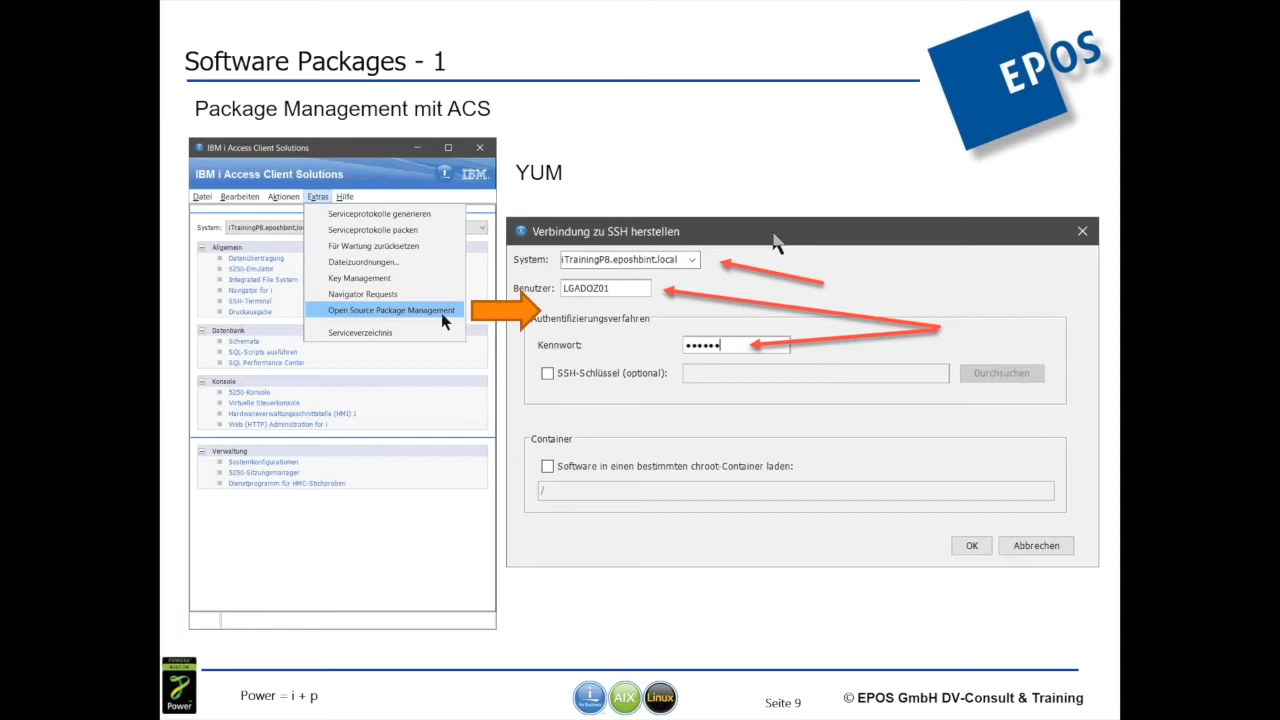 Software Packages - 1
EPOS
Package Management mit ACS
IBM i Access Client Solutions
IBM i Access Client Solutions
IBM
Datei Bearbeiten Aktionen Extras Hilfe
System: iTrainingP8.eposhbint.lo
Serviceprotokolle generieren
Serviceprotokolle packen
Für Wartung zurücksetzen
Dateizuordnungen...
Key Management
Navigator Requests
Open Source Package Management
Serviceverzeichnis
Allgemein
Datenübertragung
5250-Emulator
Integrated File System
Navigator for i
SSH-Terminal
Druckausgabe
Datenbank
Schemata
SQL-Scripts ausführen
SQL Performance Center
Konsole
5250-Konsole
Virtuelle Steuerkonsole
Hardwareverwaltungsschnittstelle (HMI) 1
Web (HTTP) Administration for i
Verwaltung
Systemkonfigurationen
5250-Sitzungsmanager
Dienstprogramm für HMC-Stichproben
YUM
Verbindung zu SSH herstellen
System: iTrainingP8.eposhbint.local
Benutzer: LGADOZ01
Authentifizierungsverfahren
Kennwort: ••••••
SSH-Schlüssel (optional):
Durchsuchen
Container
Software in einen bestimmten chroot-Container laden:
/
OK Abbrechen
Power
Power = i + p
i
for Business
AIX
Linux
Seite 9
© EPOS GmbH DV-Consult & Training